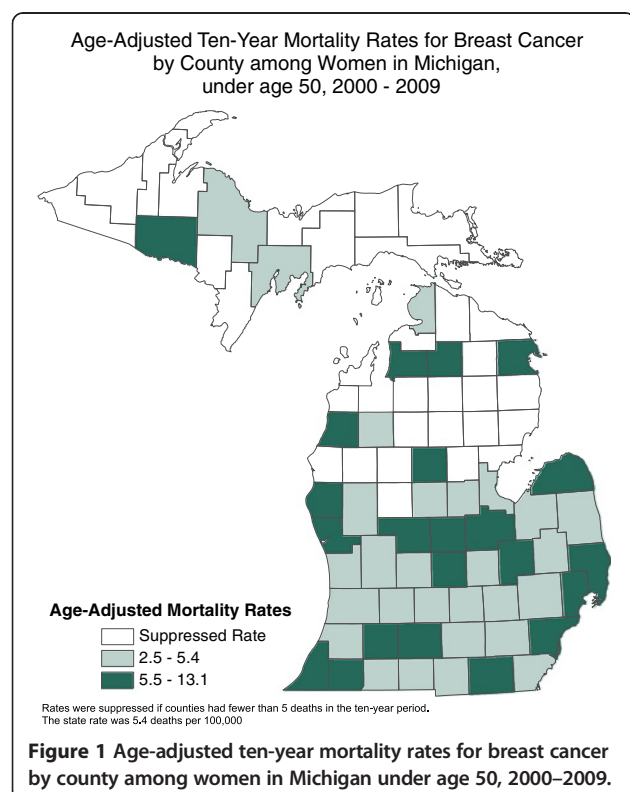 Age-Adjusted Ten-Year Mortality Rates for Breast Cancer
by County among Women in Michigan,
under age 50, 2000 - 2009
Age-Adjusted Mortality Rates
Suppressed Rate
2.5 - 5.4
5.5 - 13.1
Rates were suppressed if counties had fewer than 5 deaths in the ten-year period.
The state rate was 5.4 deaths per 100,000
Figure 1 Age-adjusted ten-year mortality rates for breast cancer
by county among women in Michigan under age 50, 2000–2009.